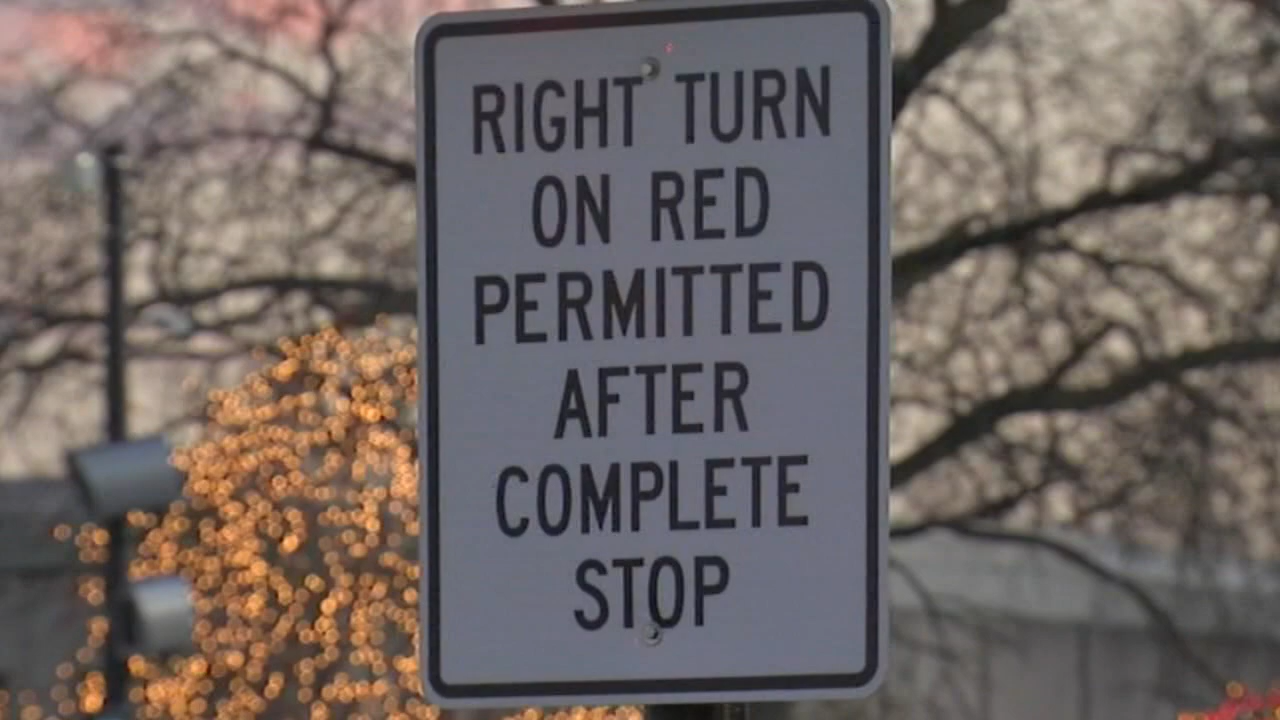 RIGHT TURN
ON RED
PERMITTED
AFTER
COMPLETE
STOP